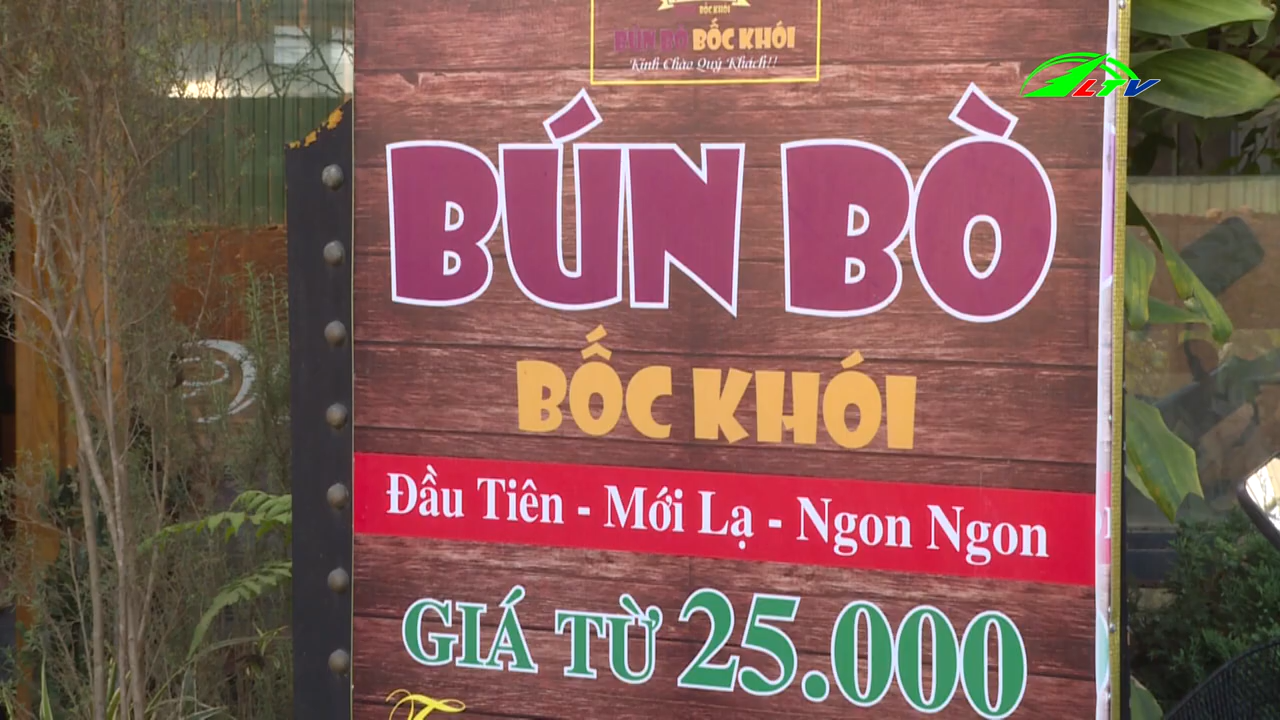 BỐC KHÓI
BÚN BÒ BỐC KHÓI
Kính Chào Quý Khách!!
LTV
BÚN BÒ
BỐC KHÓI
Đầu Tiên - Mới Lạ - Ngon Ngon
GIÁ TỪ 25.000